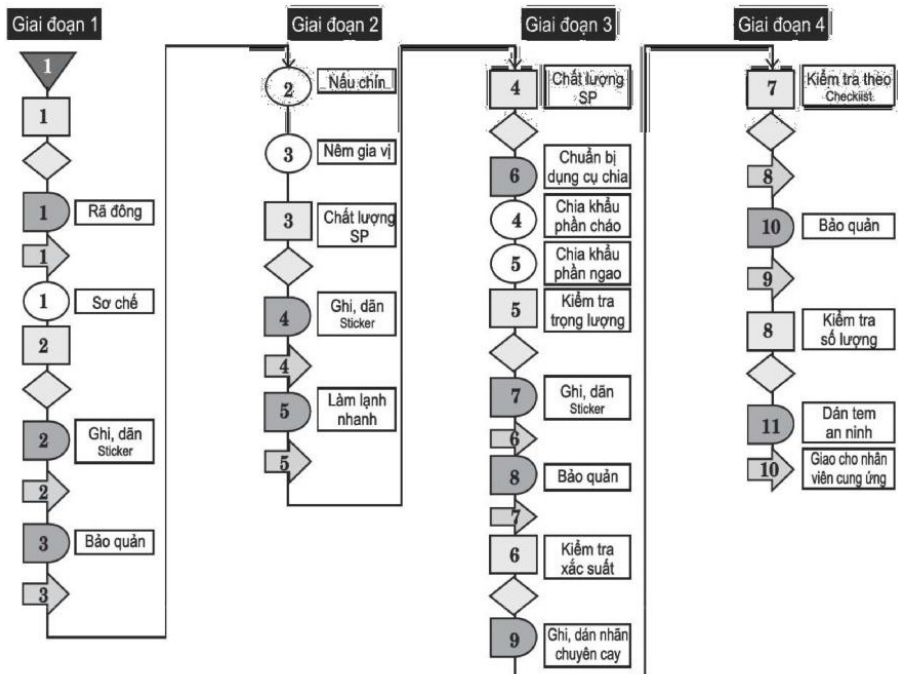 Giai đoạn 1
1
1
1
Rã đông
1
1
Sơ chế
2
2
Ghi, dãn
Sticker
2
3
Bảo quản
3
Giai đoạn 2
2
Nấu chín
3
Nêm gia vị
3
Chất lượng
SP
4
Ghi, dãn
Sticker
4
5
Làm lạnh
nhanh
5
Giai đoạn 3
4
Chất lượng
SP
6
Chuẩn bị
dụng cụ chia
4
Chia khẩu
phần cháo
5
Chia khẩu
phần ngao
5
Kiểm tra
trọng lượng
7
Ghi, dãn
Sticker
6
8
Bảo quản
7
6
Kiểm tra
xắc suất
9
Ghi, dán nhãn
chuyên cay
Giai đoạn 4
7
Kiểm tra theo
Checkiist
8
10
Bảo quản
9
8
Kiểm tra
số lượng
11
Dán tem
an ninh
10
Giao cho nhân
viên cung ứng